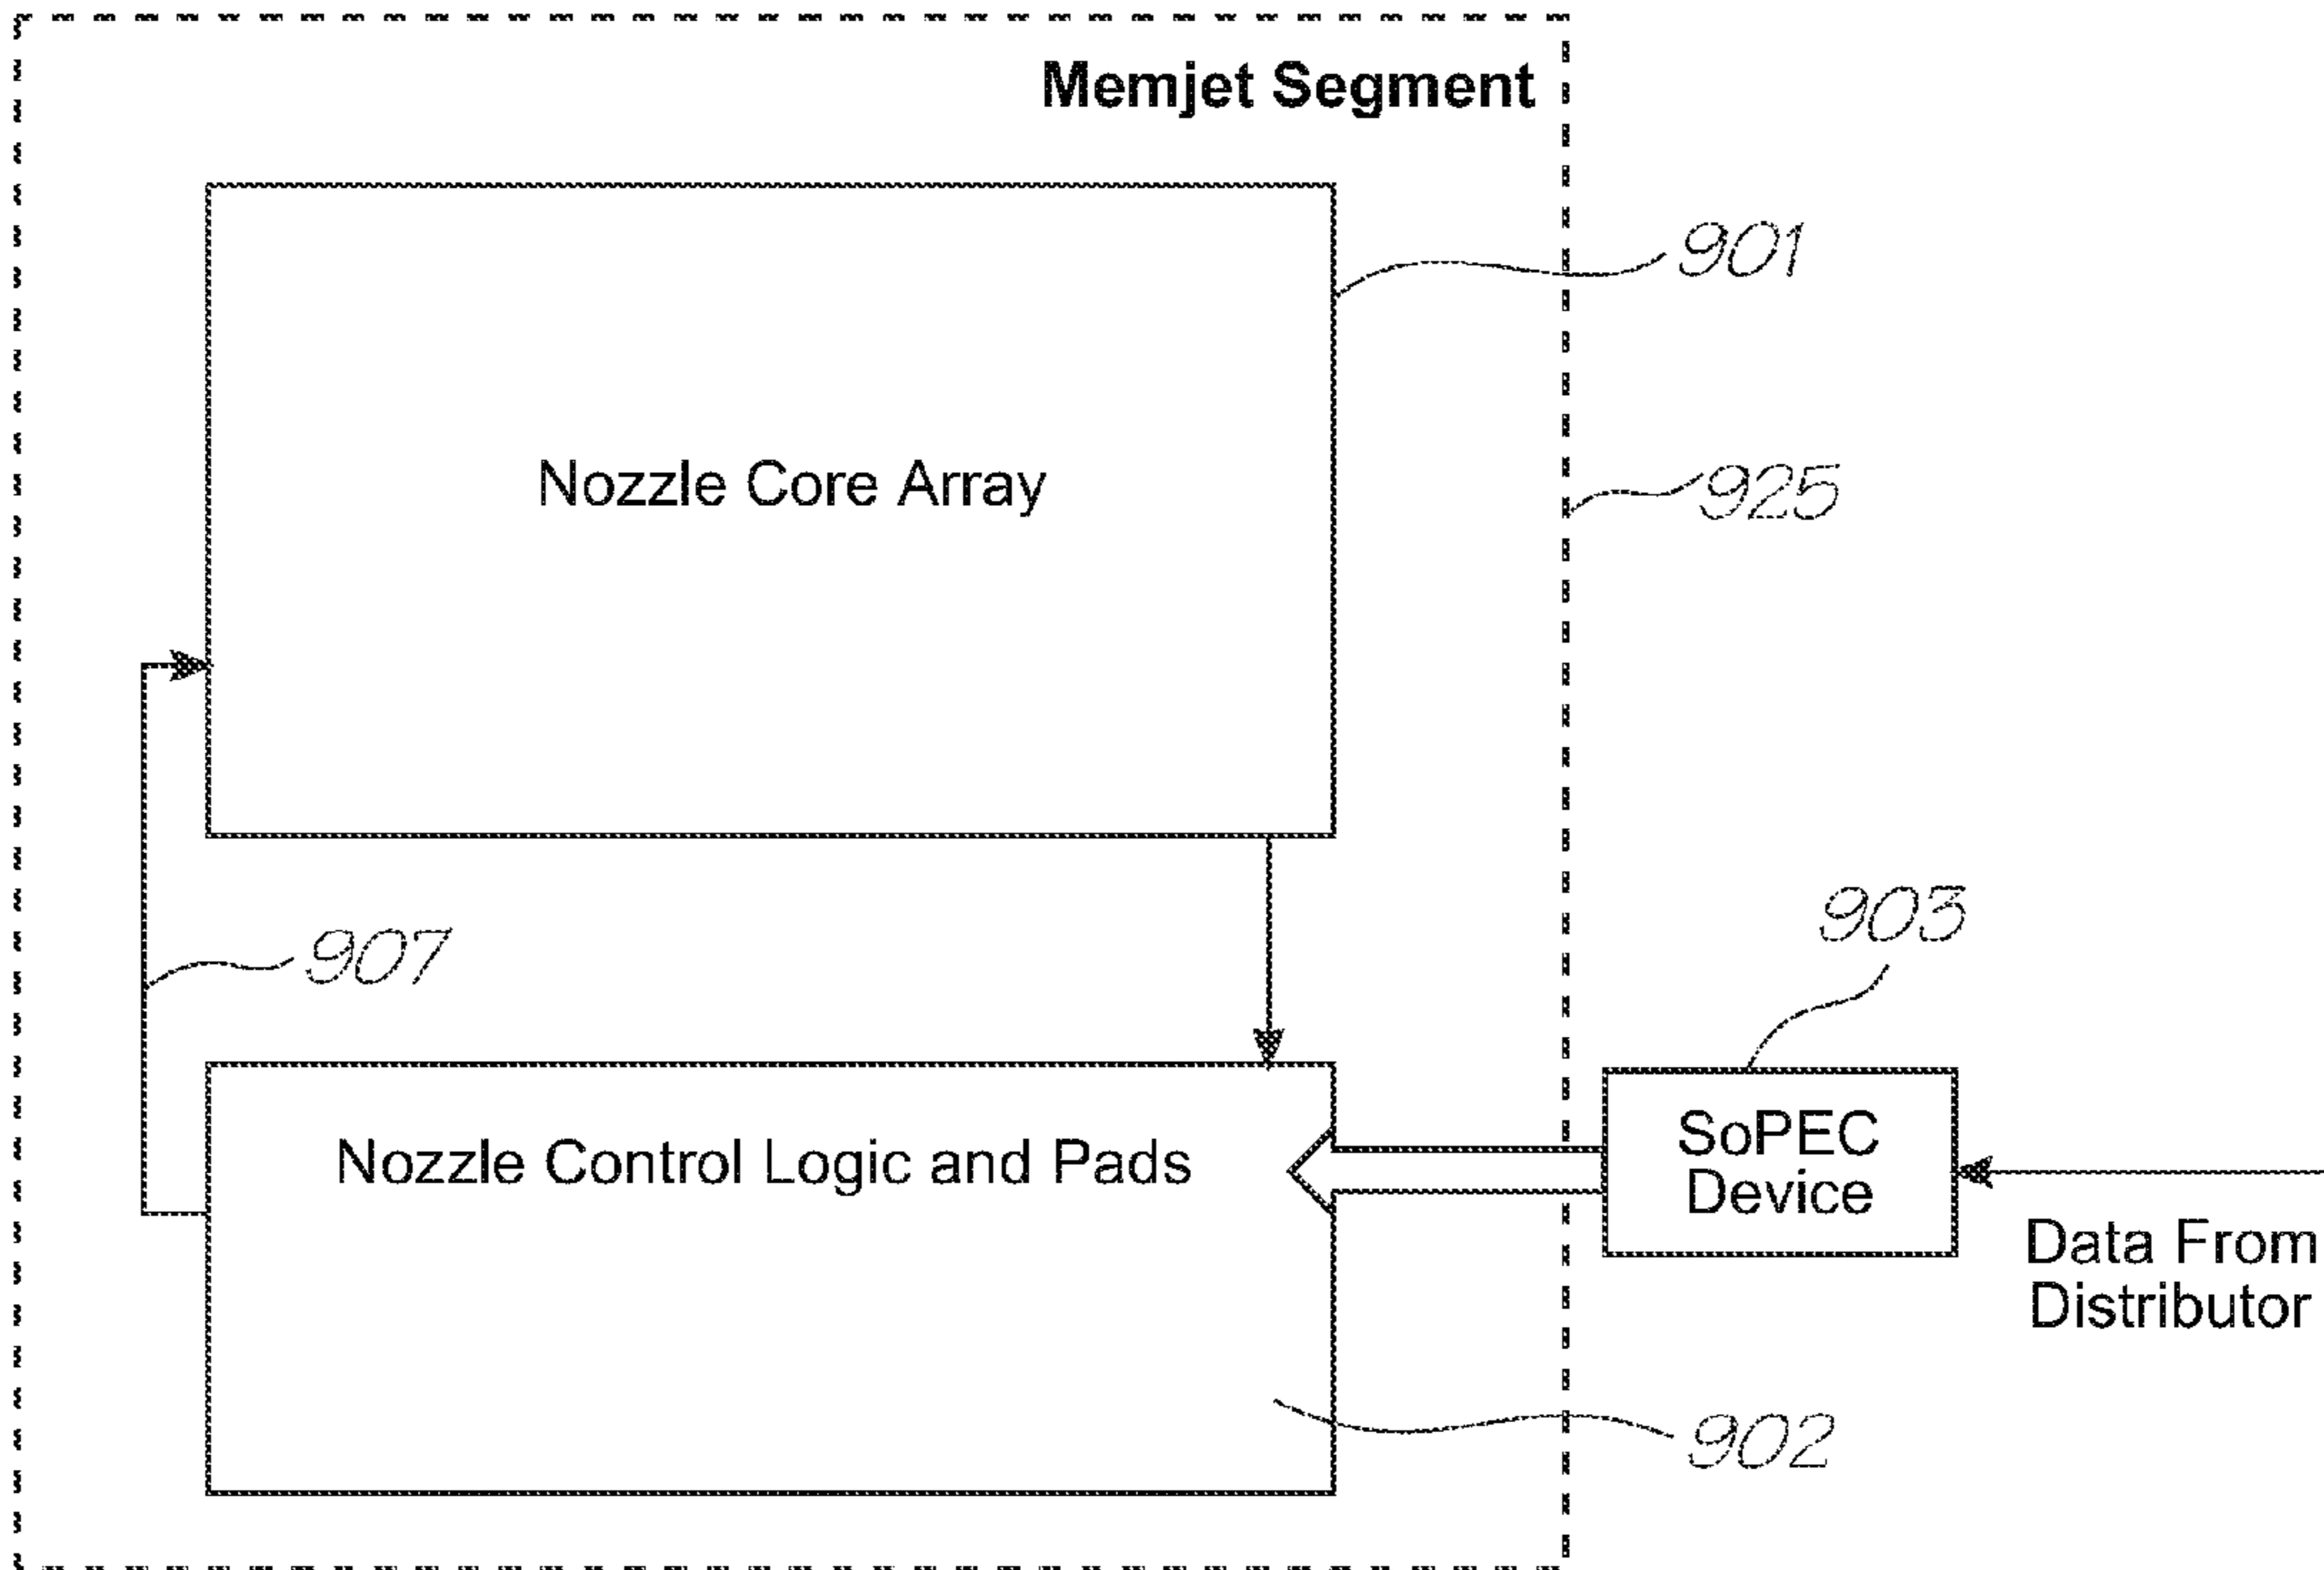 Memjet Segment
901
Nozzle Core Array
925
903
907
SoPEC
Device
Nozzle Control Logic and Pads
Data From
Distributor
902